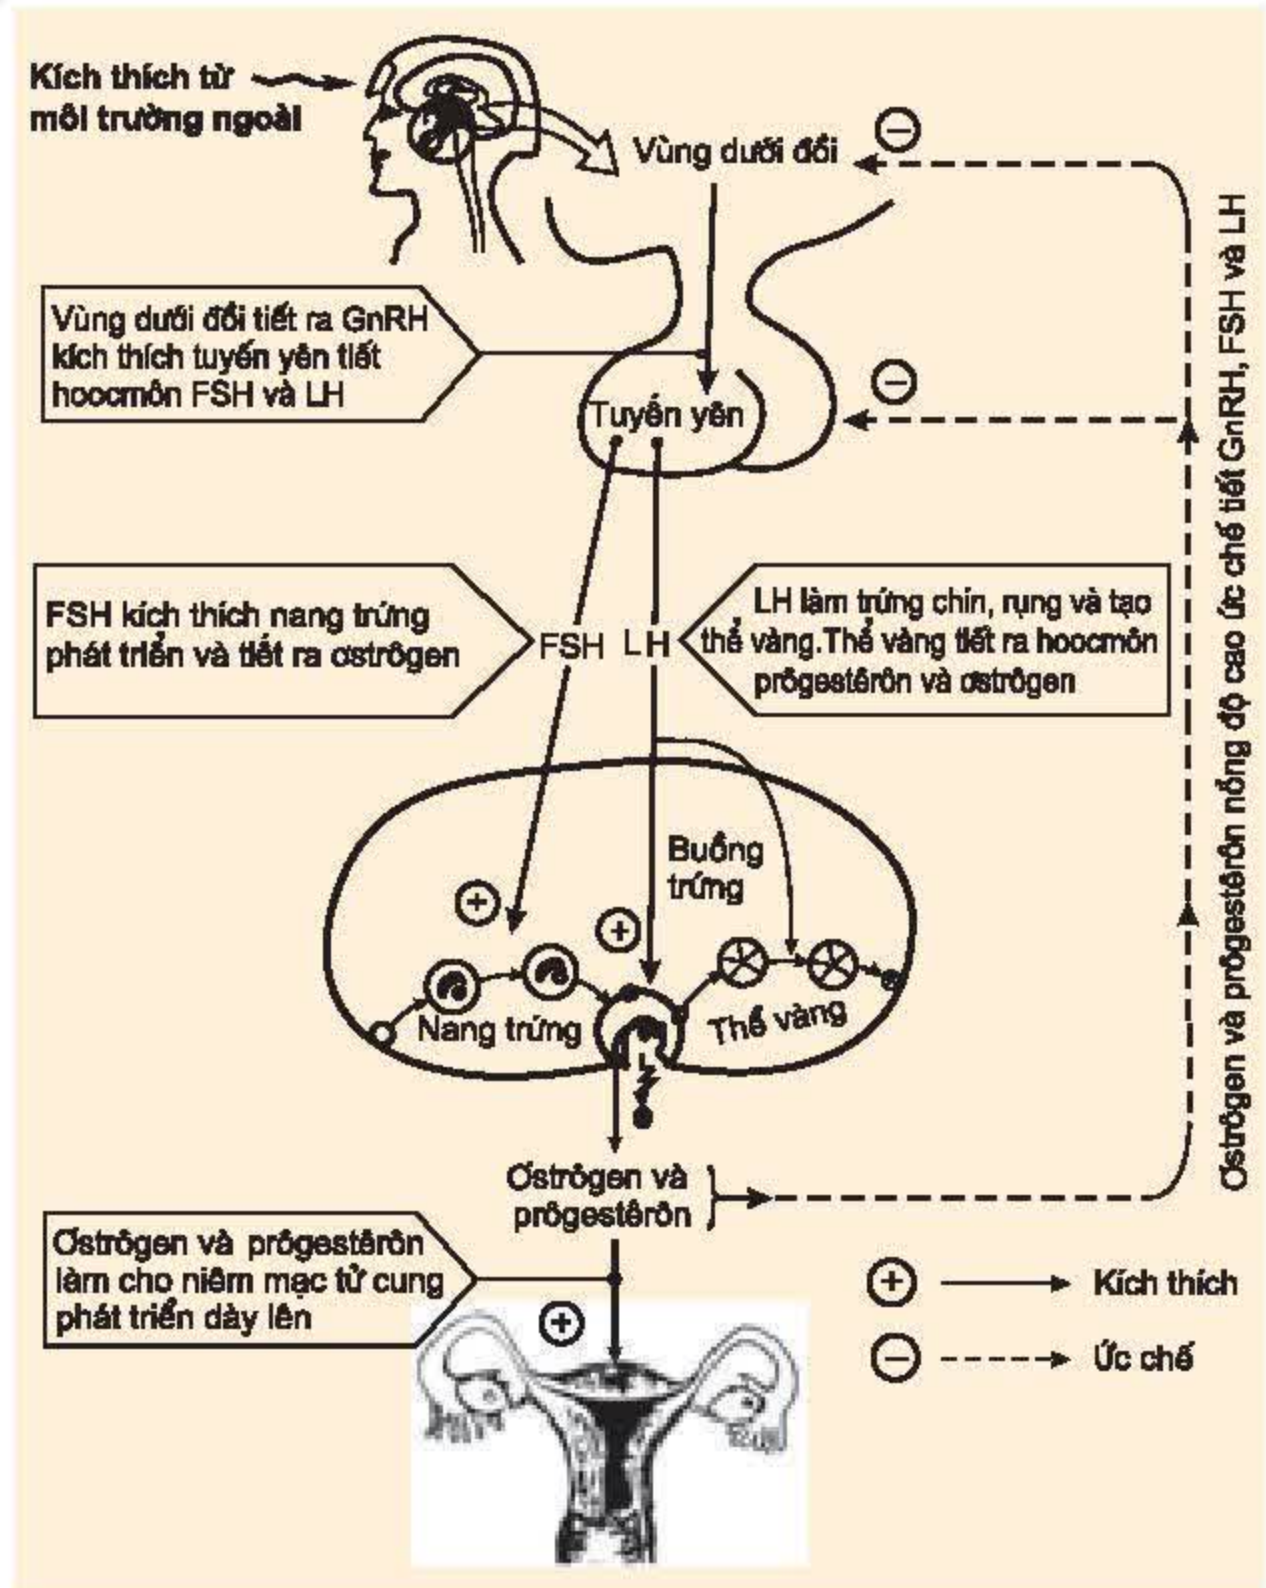 Kích thích từ
môi trường ngoài
Vùng dưới đồi
−
Vùng dưới đồi tiết ra GnRH
kích thích tuyến yên tiết
hoocmôn FSH và LH
−
Tuyến yên
FSH kích thích nang trứng
phát triển và tiết ra ơstrôgen
FSH
LH
LH làm trứng chín, rụng và tạo
thể vàng.Thể vàng tiết ra hoocmôn
prôgestêrôn và ơstrôgen
Ơstrôgen và prôgestêrôn nồng độ cao ức chế tiết GnRH, FSH và LH
Buồng
trứng
+
+
Nang trứng
Thể vàng
Ơstrôgen và
prôgestêrôn
Ơstrôgen và prôgestêrôn
làm cho niêm mạc tử cung
phát triển dày lên
+
+ Kích thích
− Ức chế